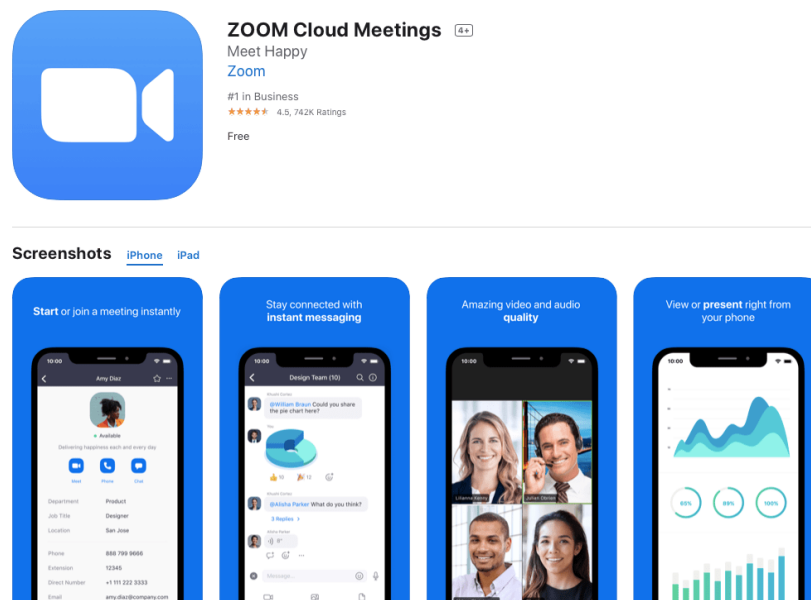 ZOOM Cloud Meetings 4+
Meet Happy
Zoom
#1 in Business
4.5, 742K Ratings
Free
Screenshots iPhone iPad
Start or join a meeting instantly
10:00
Amy Diaz
Available
Delivering happiness each and every day
Meet Phone Chat
Department Product
Job Title Designer
Location San Jose
Phone 888 799 9666
Extension 12345
Direct Number +1 111 222 3333
Email amy.diaz@company.com
Stay connected with
instant messaging
10:00
Design Team (10)
@William Braun Could you share
the pie chart here?
You
10 12
@Alisha Parker What do you think?
3 Replies >
9"
Message...
Amazing video and audio
quality
10:00
View or present right from
your phone
10:00
65% 89% 100%